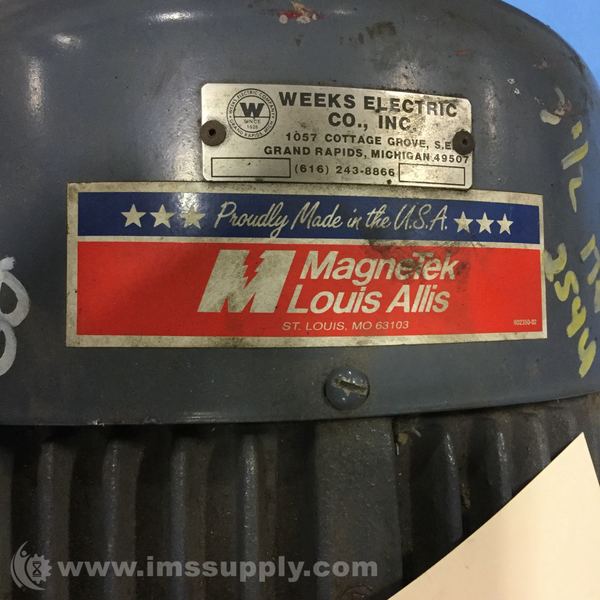 W
SINCE
WEEKS ELECTRIC
CO., INC
1057 COTTAGE GROVE, S.E.
GRAND RAPIDS, MICHIGAN 49507
(616) 243-8866
Proudly Made in the U.S.A.
M MagneTek
Louis Allis
ST. LOUIS, MO 63103
www.imssupply.com